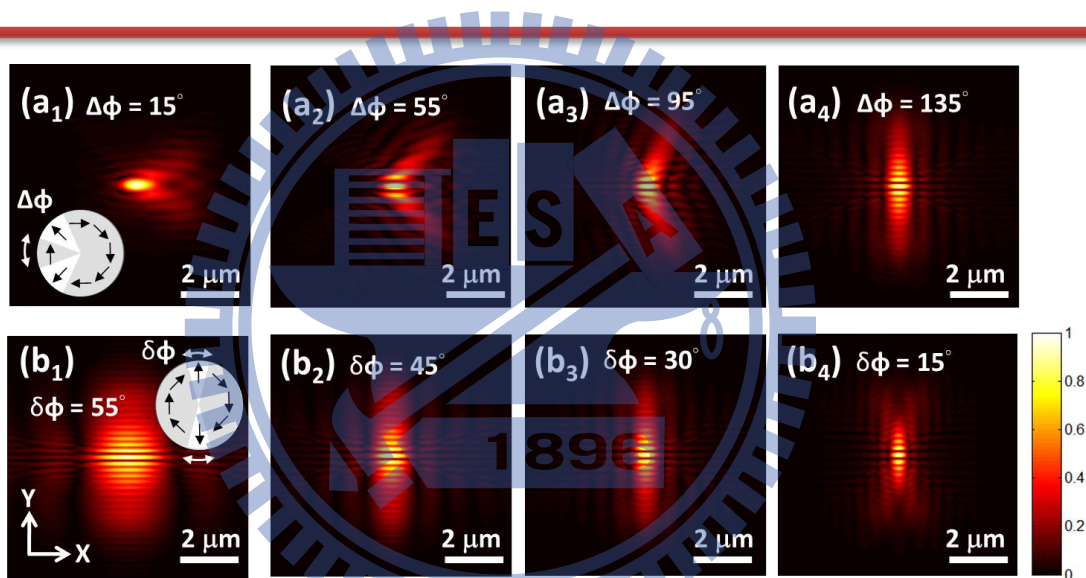 (a₁) Δϕ = 15°
(a₂) Δϕ = 55°
(a₃) Δϕ = 95°
(a₄) Δϕ = 135°
Δϕ
2 μm
2 μm
2 μm
2 μm
ES
A
8
(b₁) δϕ
δϕ = 55°
(b₂) δϕ = 45°
(b₃) δϕ = 30°
(b₄) δϕ = 15°
1896
Y
X
2 μm
2 μm
2 μm
2 μm
1
0.8
0.6
0.4
0.2
0